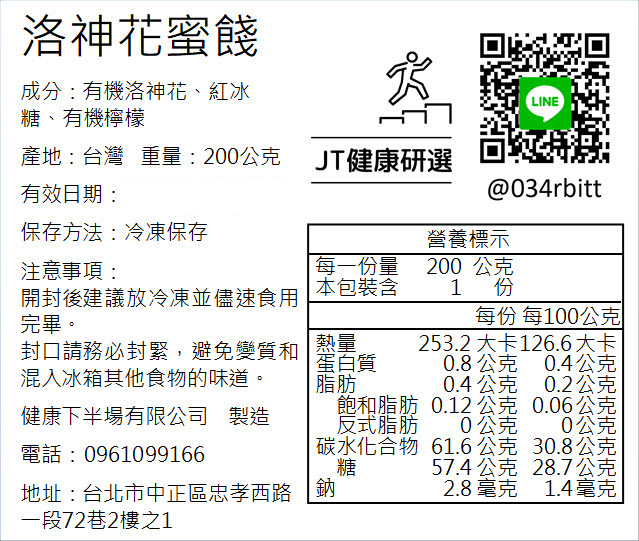 洛神花蜜餞
成分：有機洛神花、紅冰
糖、有機檸檬
產地：台灣　重量：200公克
有效日期：
保存方法：冷凍保存
注意事項：
開封後建議放冷凍並儘速食用
完畢。
封口請務必封緊，避免變質和
混入冰箱其他食物的味道。
健康下半場有限公司　製造
電話：0961099166
地址：台北市中正區忠孝西路
一段72巷2樓之1
JT健康研選
LINE
@034rbitt
營養標示
每一份量　200 公克
本包裝含　1　份
每份 每100公克
熱量 253.2 大卡 126.6 大卡
蛋白質 0.8 公克 0.4 公克
脂肪 0.4 公克 0.2 公克
飽和脂肪 0.12 公克 0.06 公克
反式脂肪 0 公克 0 公克
碳水化合物 61.6 公克 30.8 公克
糖 57.4 公克 28.7 公克
鈉 2.8 毫克 1.4 毫克